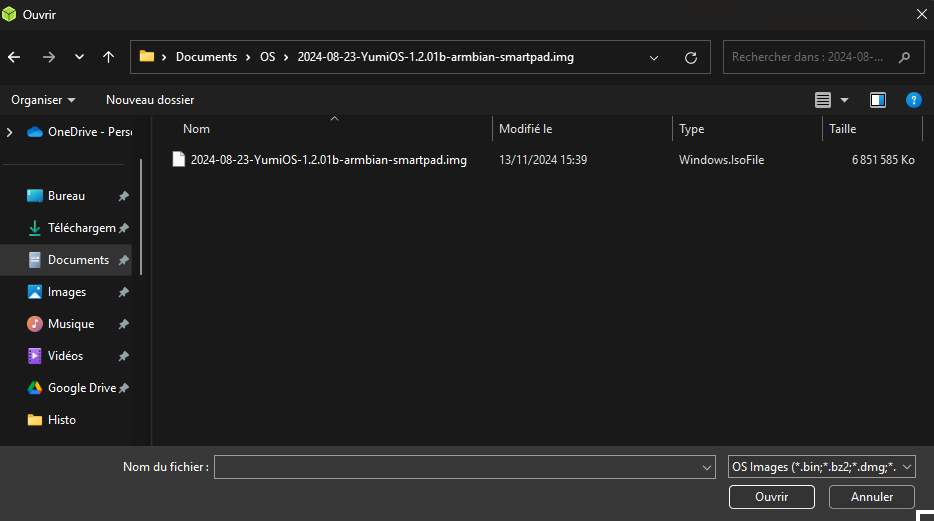 Ouvrir
Documents > OS > 2024-08-23-YumiOS-1.2.01b-armbian-smartpad.img
Rechercher dans : 2024-08-...
Organiser Nouveau dossier
OneDrive - Pers
Nom Modifié le Type Taille
2024-08-23-YumiOS-1.2.01b-armbian-smartpad.img 13/11/2024 15:39 Windows.IsoFile 6 851 585 Ko
Bureau
Téléchargem
Documents
Images
Musique
Vidéos
Google Drive
Histo
Nom du fichier : OS Images (*.bin;*.bz2;*.dmg;*.
Ouvrir Annuler